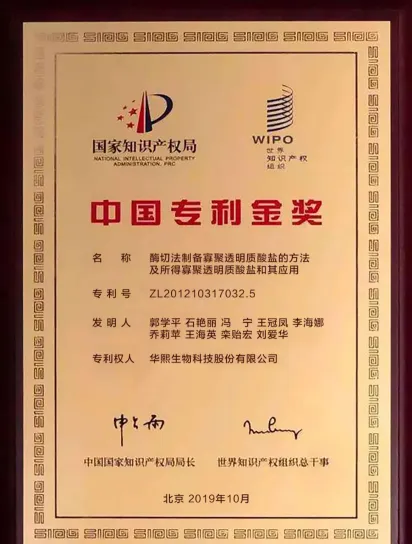 国家知识产权局
NATIONAL INTELLECTUAL PROPERTY
ADMINISTRATION, PRC
WIPO
世界
知识产权
组织
中国专利金奖
名 称 酶切法制备寡聚透明质酸盐的方法
及所得寡聚透明质酸盐和其应用
专利号 ZL201210317032.5
发明人 郭学平 石艳丽 冯 宁 王冠凤 李海娜
乔莉苹 王海英 栾贻宏 刘爱华
专利权人 华熙生物科技股份有限公司
申长雨
中国国家知识产权局局长 世界知识产权组织总干事
北京 2019年10月